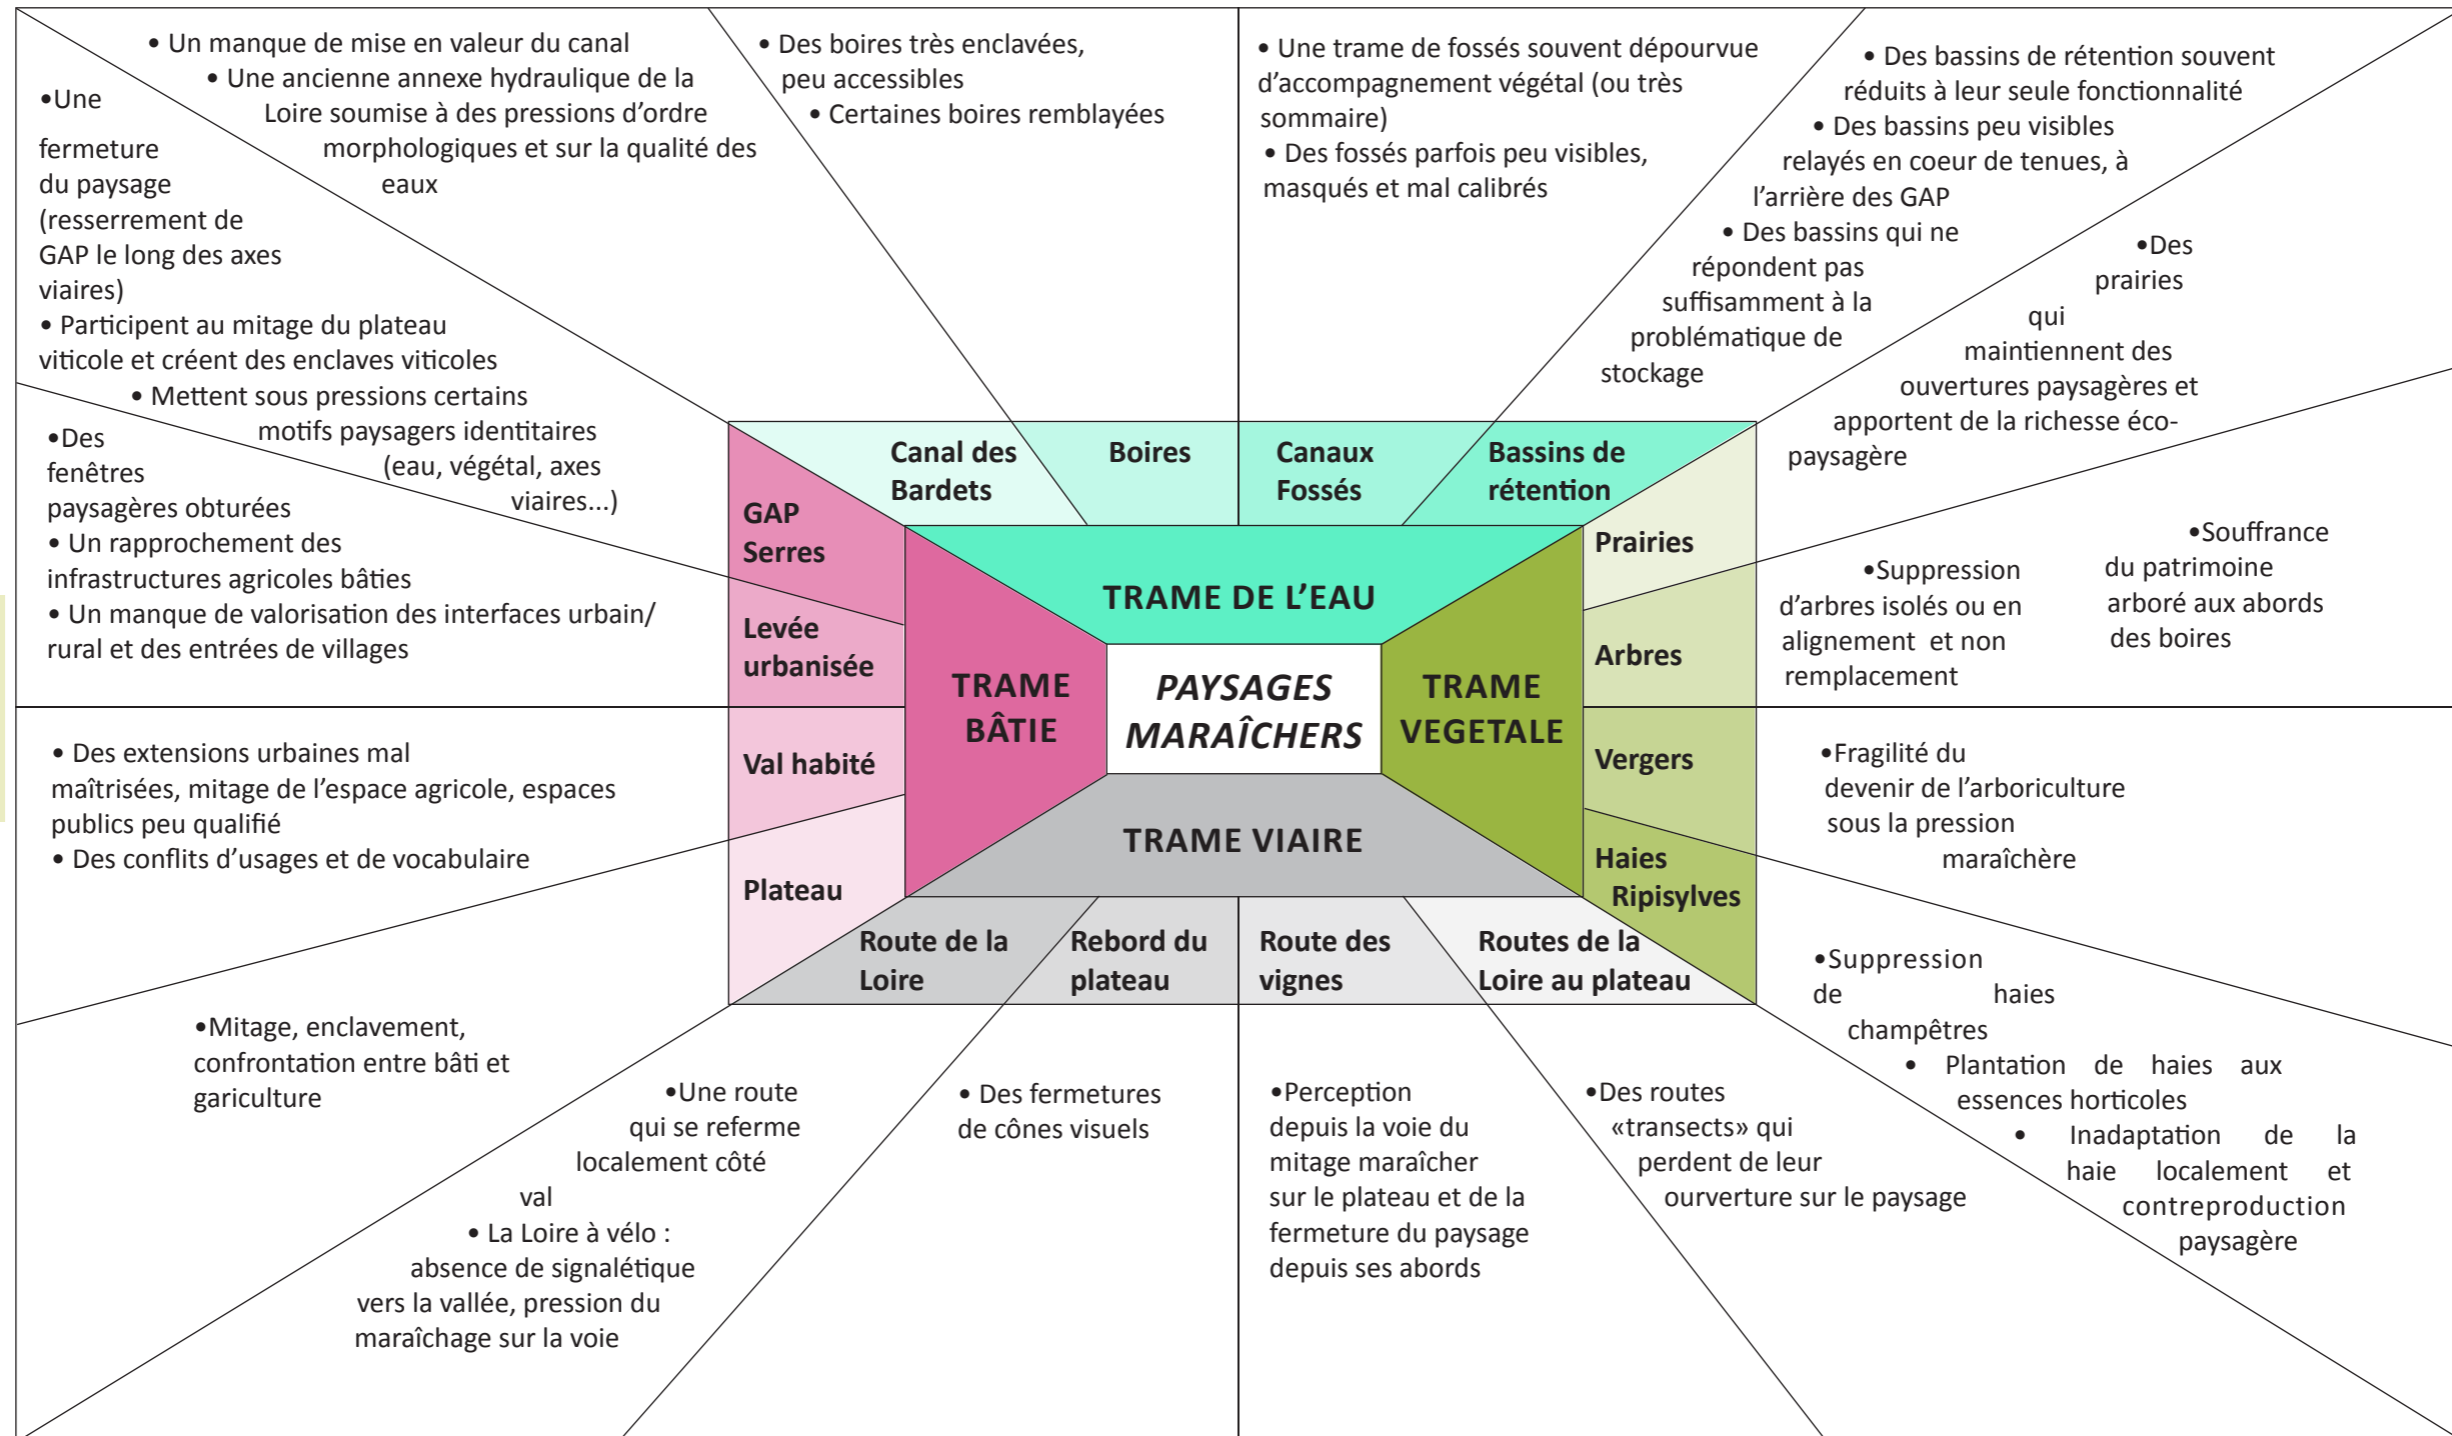 • Un manque de mise en valeur du canal
• Une ancienne annexe hydraulique de la
Loire soumise à des pressions d'ordre
morphologiques et sur la qualité des
eaux
• Des boires très enclavées,
peu accessibles
• Certaines boires remblayées
• Une trame de fossés souvent dépourvue
d'accompagnement végétal (ou très
sommaire)
• Des fossés parfois peu visibles,
masqués et mal calibrés
• Des bassins de rétention souvent
réduits à leur seule fonctionnalité
• Des bassins peu visibles
relayés en coeur de tenues, à
l'arrière des GAP
• Des bassins qui ne
répondent pas
suffisamment à la
problématique de
stockage
•Une
fermeture
du paysage
(resserrement de
GAP le long des axes
viaires)
• Participent au mitage du plateau
viticole et créent des enclaves viticoles
• Mettent sous pressions certains
motifs paysagers identitaires
(eau, végétal, axes
viaires...)
•Des
fenêtres
paysagères obturées
• Un rapprochement des
infrastructures agricoles bâties
• Un manque de valorisation des interfaces urbain/
rural et des entrées de villages
• Des extensions urbaines mal
maîtrisées, mitage de l'espace agricole, espaces
publics peu qualifié
• Des conflits d'usages et de vocabulaire
•Mitage, enclavement,
confrontation entre bâti et
gariculture
Canal des
Bardets
Boires
Canaux
Fossés
Bassins de
rétention
GAP
Serres
Levée
urbanisée
Val habité
Plateau
TRAME DE L'EAU
TRAME
BÂTIE
PAYSAGES
MARAÎCHERS
TRAME
VEGETALE
TRAME VIAIRE
Prairies
Arbres
Vergers
Haies
Ripisylves
Route de la
Loire
Rebord du
plateau
Route des
vignes
Routes de la
Loire au plateau
•Des
prairies
qui
maintiennent des
ouvertures paysagères et
apportent de la richesse éco-
paysagère
•Suppression
d'arbres isolés ou en
alignement et non
remplacement
•Souffrance
du patrimoine
arboré aux abords
des boires
•Fragilité du
devenir de l'arboriculture
sous la pression
maraîchère
•Suppression
de haies
champêtres
• Plantation de haies aux
essences horticoles
• Inadaptation de la
haie localement et
contreproduction
paysagère
•Une route
qui se referme
localement côté
val
• La Loire à vélo :
absence de signalétique
vers la vallée, pression du
maraîchage sur la voie
• Des fermetures
de cônes visuels
•Perception
depuis la voie du
mitage maraîcher
sur le plateau et de la
fermeture du paysage
depuis ses abords
•Des routes
«transects» qui
perdent de leur
ourverture sur le paysage